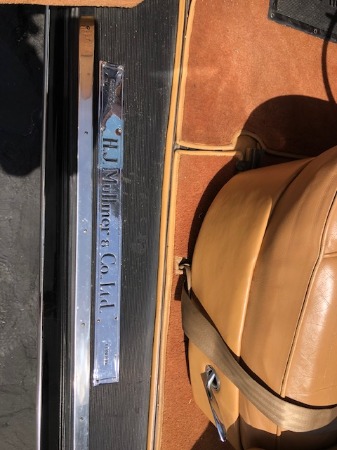 H.J Mulliner & Co. Ltd.